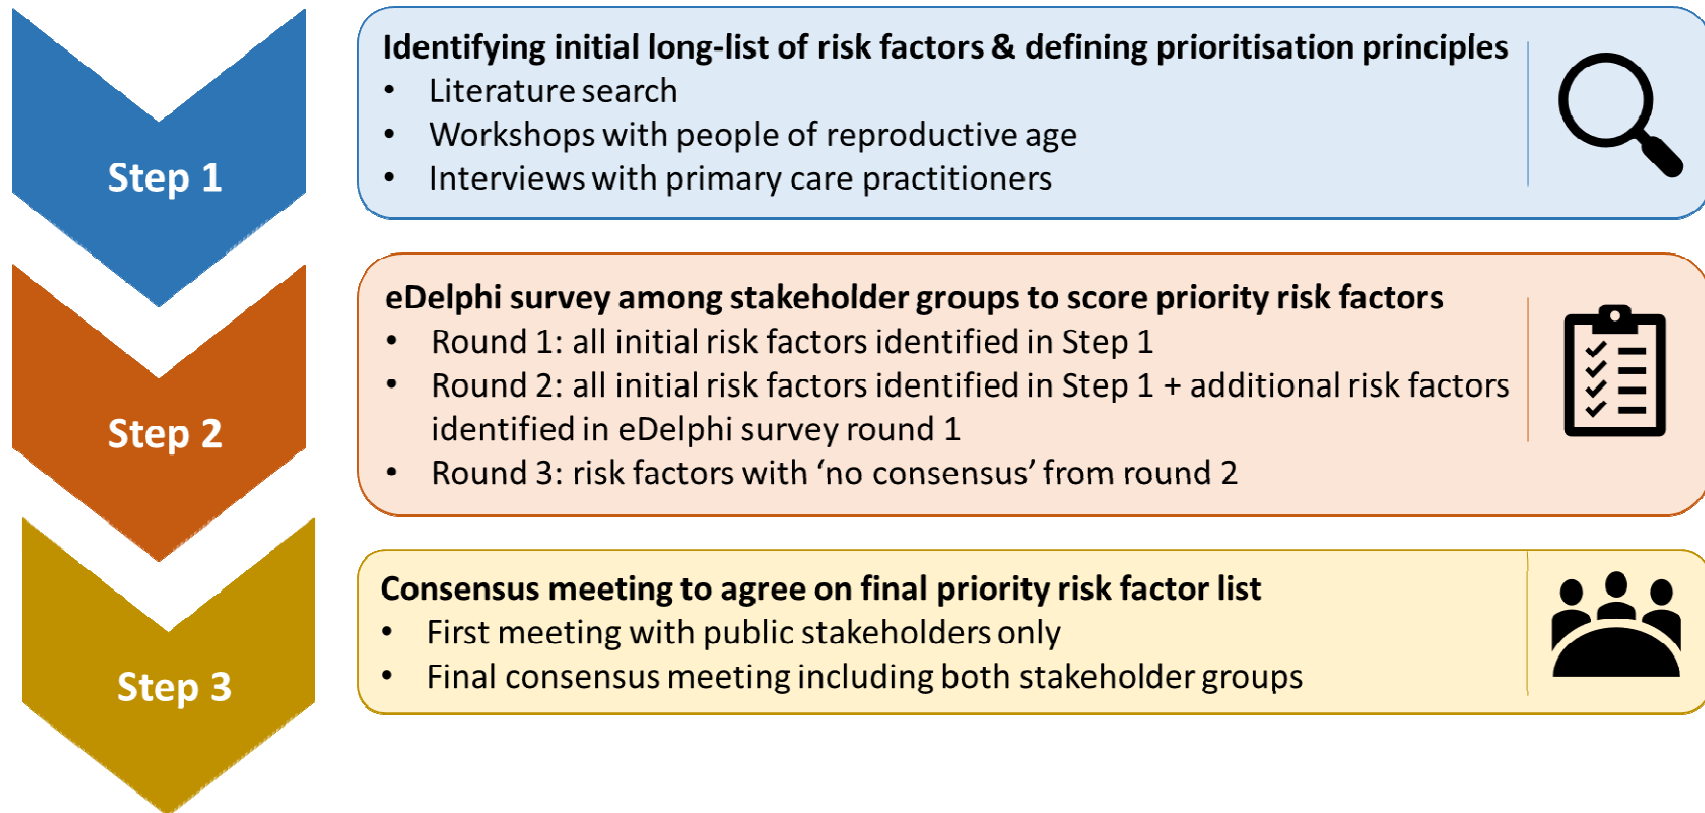 Step 1
Identifying initial long-list of risk factors & defining prioritisation principles
• Literature search
• Workshops with people of reproductive age
• Interviews with primary care practitioners
Step 2
eDelphi survey among stakeholder groups to score priority risk factors
• Round 1: all initial risk factors identified in Step 1
• Round 2: all initial risk factors identified in Step 1 + additional risk factors
identified in eDelphi survey round 1
• Round 3: risk factors with ‘no consensus’ from round 2
Step 3
Consensus meeting to agree on final priority risk factor list
• First meeting with public stakeholders only
• Final consensus meeting including both stakeholder groups